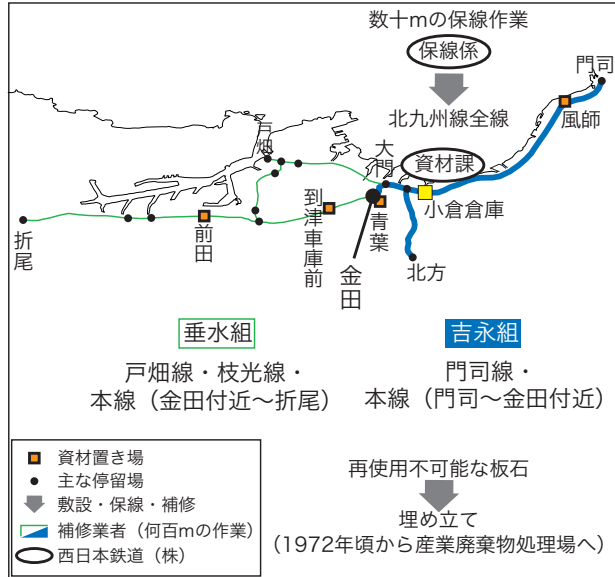 数十mの保線作業
保線係
門司
北九州線全線
風師
戸畑
大門
資材課
小倉倉庫
到津車庫前
青葉
前田
折尾
金田
北方
垂水組
吉永組
戸畑線・枝光線・
本線（金田付近〜折尾）
門司線・
本線（門司〜金田付近）
資材置き場
主な停留場
敷設・保線・補修
補修業者（何百mの作業）
西日本鉄道（株）
再使用不可能な板石
埋め立て
（1972年頃から産業廃棄物処理場へ）